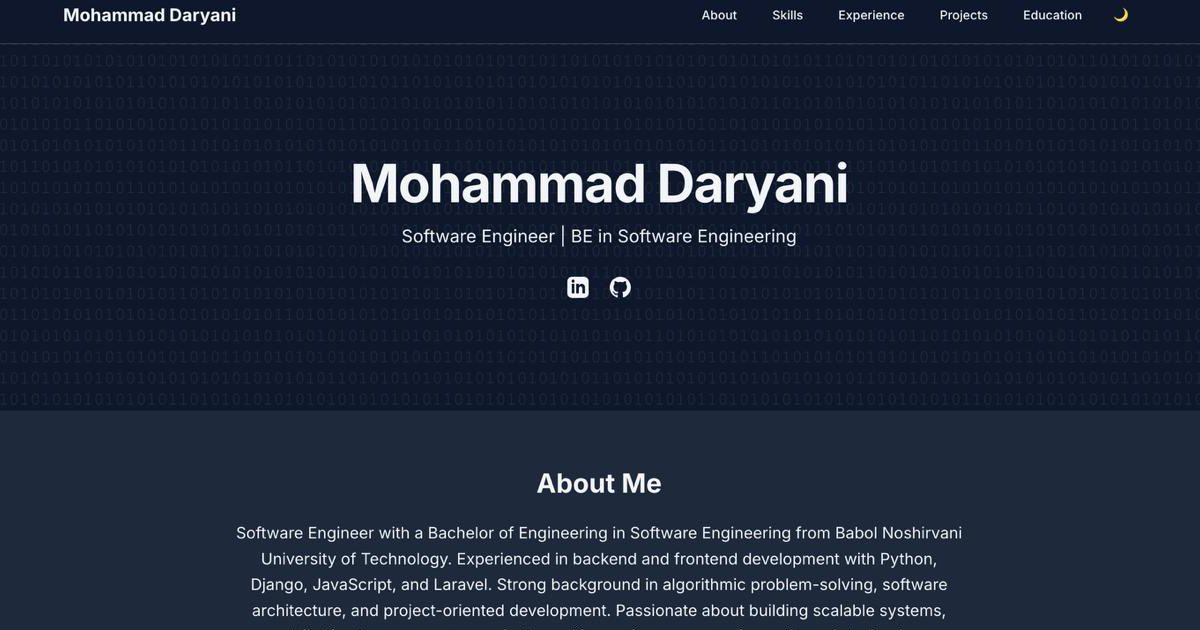 Mohammad Daryani
About Skills Experience Projects Education
Mohammad Daryani
Software Engineer | BE in Software Engineering
in
About Me
Software Engineer with a Bachelor of Engineering in Software Engineering from Babol Noshirvani
University of Technology. Experienced in backend and frontend development with Python,
Django, JavaScript, and Laravel. Strong background in algorithmic problem-solving, software
architecture, and project-oriented development. Passionate about building scalable systems,